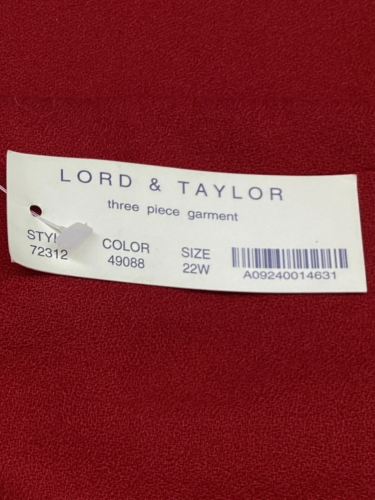 LORD & TAYLOR
three piece garment
COLOR SIZE
72312 49088 22W
A09240014631